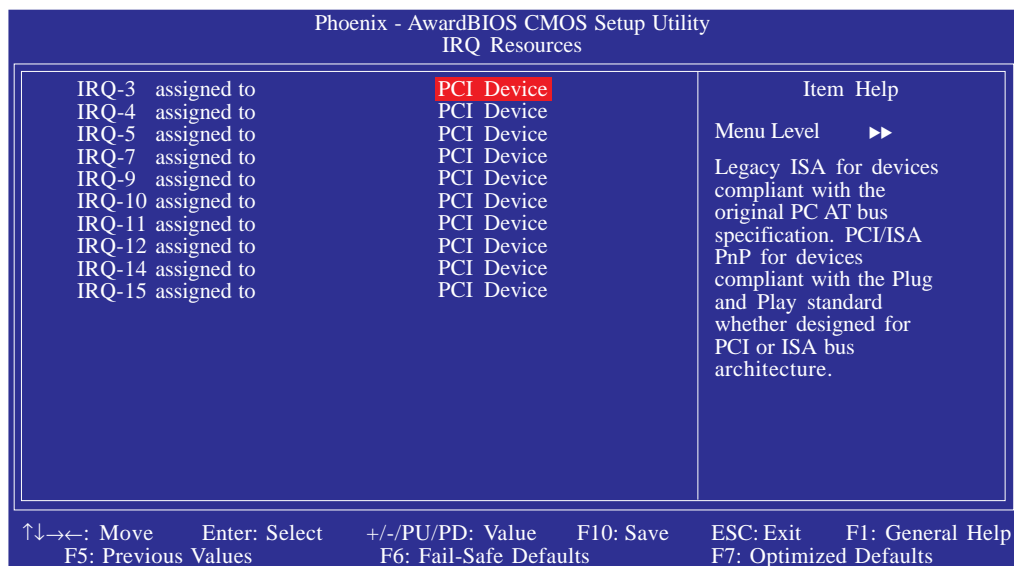 Phoenix - AwardBIOS CMOS Setup Utility
IRQ Resources
IRQ-3 assigned to PCI Device
IRQ-4 assigned to PCI Device
IRQ-5 assigned to PCI Device
IRQ-7 assigned to PCI Device
IRQ-9 assigned to PCI Device
IRQ-10 assigned to PCI Device
IRQ-11 assigned to PCI Device
IRQ-12 assigned to PCI Device
IRQ-14 assigned to PCI Device
IRQ-15 assigned to PCI Device
Item Help
Menu Level ▶▶
Legacy ISA for devices
compliant with the
original PC AT bus
specification. PCI/ISA
PnP for devices
compliant with the Plug
and Play standard
whether designed for
PCI or ISA bus
architecture.
↑↓→←: Move Enter: Select +/-/PU/PD: Value F10: Save ESC: Exit F1: General Help
F5: Previous Values F6: Fail-Safe Defaults F7: Optimized Defaults